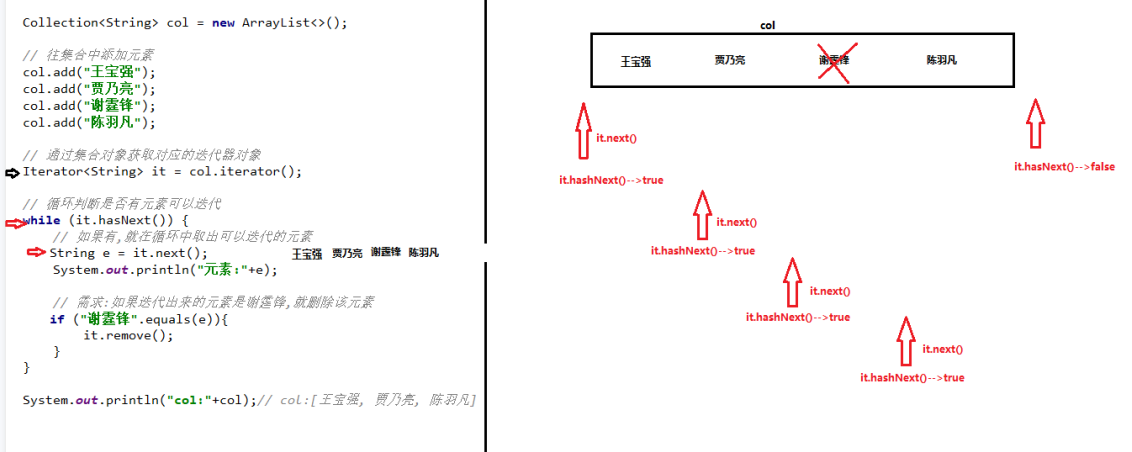 Collection<String> col = new ArrayList<>();
// 往集合中添加元素
col.add("王宝强");
col.add("贾乃亮");
col.add("谢霆锋");
col.add("陈羽凡");
// 通过集合对象获取对应的迭代器对象
Iterator<String> it = col.iterator();
// 循环判断是否有元素可以迭代
while (it.hasNext()) {
// 如果有,就在循环中取出可以迭代的元素
String e = it.next();
王宝强 贾乃亮 谢霆锋 陈羽凡
System.out.println("元素:"+e);
// 需求:如果迭代出来的元素是谢霆锋,就删除该元素
if ("谢霆锋".equals(e)){
it.remove();
}
}
System.out.println("col:"+col);// col:[王宝强, 贾乃亮, 陈羽凡]
col
王宝强 贾乃亮 谢霆锋 陈羽凡
it.next()
it.hashNext()-->true
it.hasNext()-->false
it.next()
it.hashNext()-->true
it.next()
it.hashNext()-->true
it.next()
it.hashNext()-->true